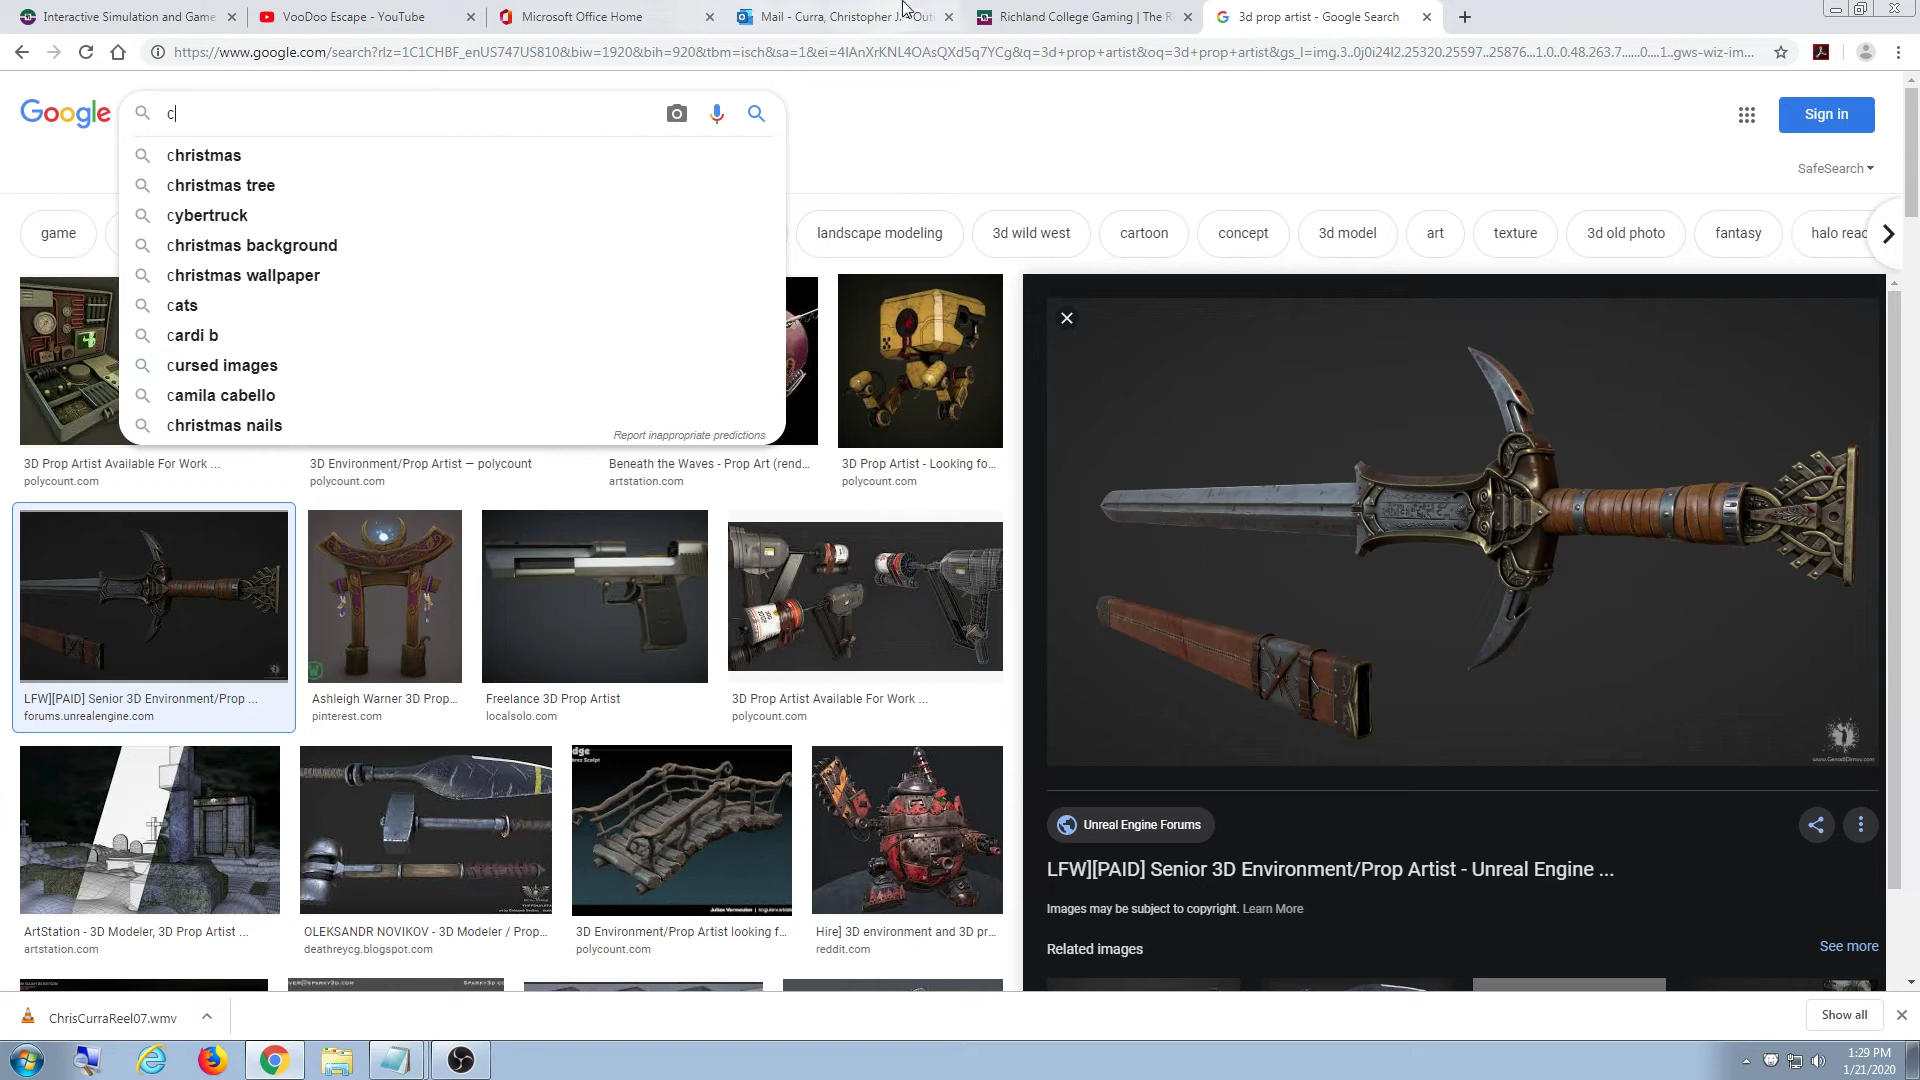 Interactive Simulation and Game
VooDoo Escape - YouTube
Microsoft Office Home
Mail - Curra, Christopher J. - Outl
Richland College Gaming | The R
3d prop artist - Google Search
https://www.google.com/search?rlz=1C1CHBF_enUS747US810&biw=1920&bih=920&tbm=isch&sa=1&ei=4lAnXrKNL4OAsQXd5q7YCg&q=3d+prop+artist&oq=3d+prop+artist&gs_l=img.3..0j0i24l2.25320.25597..25876...1.0..0.48.263.7......0....1..gws-wiz-im...
Google
c
Sign in
christmas
SafeSearch
christmas tree
cybertruck
christmas background
christmas wallpaper
cats
cardi b
cursed images
camila cabello
christmas nails
Report inappropriate predictions
game
landscape modeling
3d wild west
cartoon
concept
3d model
art
texture
3d old photo
fantasy
halo reac
3D Prop Artist Available For Work ...
polycount.com
3D Environment/Prop Artist — polycount
polycount.com
Beneath the Waves - Prop Art (rend...
artstation.com
3D Prop Artist - Looking fo...
polycount.com
LFW][PAID] Senior 3D Environment/Prop ...
forums.unrealengine.com
Ashleigh Warner 3D Prop...
pinterest.com
Freelance 3D Prop Artist
localsolo.com
3D Prop Artist Available For Work ...
polycount.com
ArtStation - 3D Modeler, 3D Prop Artist ...
artstation.com
OLEKSANDR NOVIKOV - 3D Modeler / Prop...
deathreycg.blogspot.com
dge
3D Environment/Prop Artist looking f...
polycount.com
Hire] 3D environment and 3D pr...
reddit.com
Unreal Engine Forums
LFW][PAID] Senior 3D Environment/Prop Artist - Unreal Engine ...
Images may be subject to copyright. Learn More
Related images
See more
ChrisCurraReel07.wmv
Show all
1:29 PM
1/21/2020